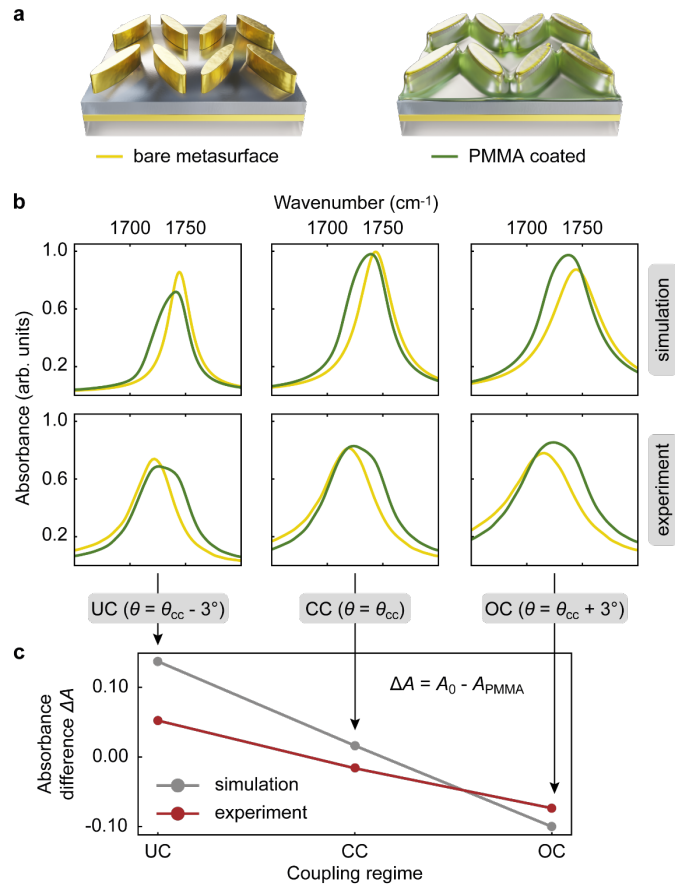 a
bare metasurface
PMMA coated
b
Wavenumber (cm-1)
1700 1750 1700 1750 1700 1750
Absorbance (arb. units)
1.0
0.6
0.2
simulation
1.0
0.6
0.2
experiment
UC (θ = θcc - 3°)
CC (θ = θcc)
OC (θ = θcc + 3°)
c
Absorbance
difference ΔA
0.10
0.00
-0.10
ΔA = A0 - APMMA
simulation
experiment
UC CC OC
Coupling regime